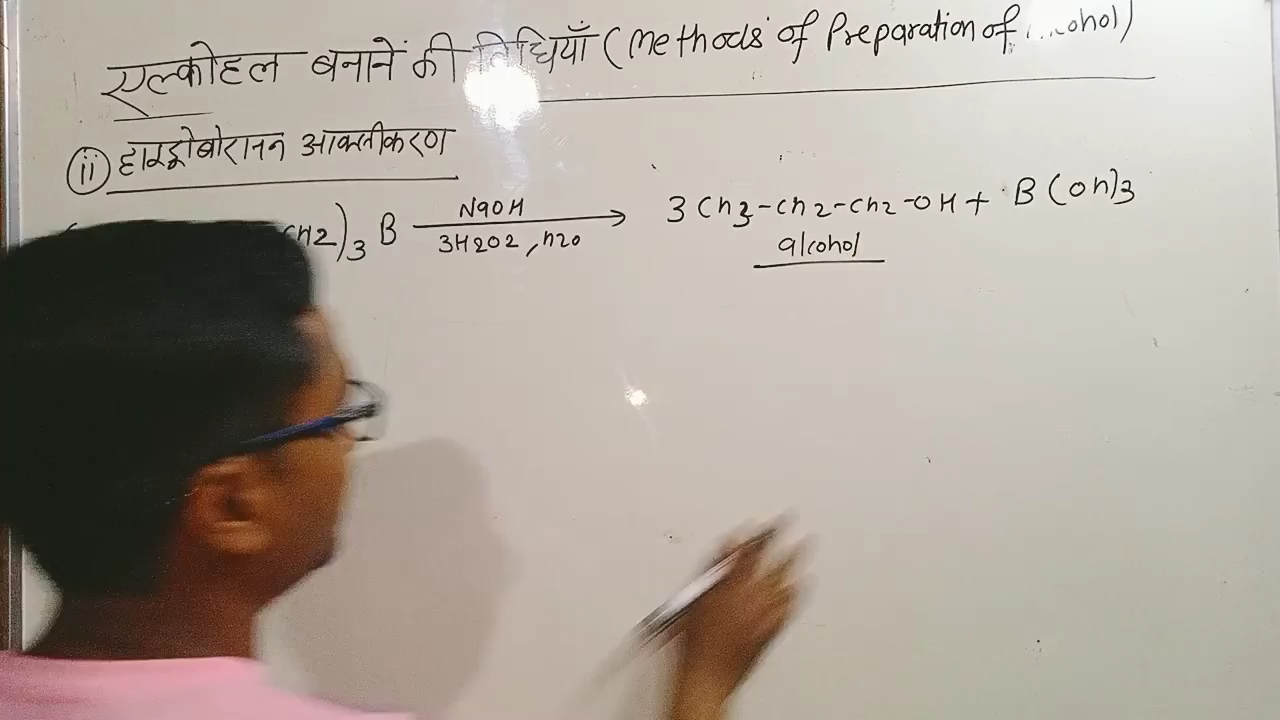 एल्कोहल बनानें की विधियाँ (Methods of Preparation of
(ii) हाइड्रोबोरानन आक्सीकरण
CH2)3 B NaOH 3 CH3-CH2-CH2-OH + B(OH)3
3H2O2, H2O alcohol